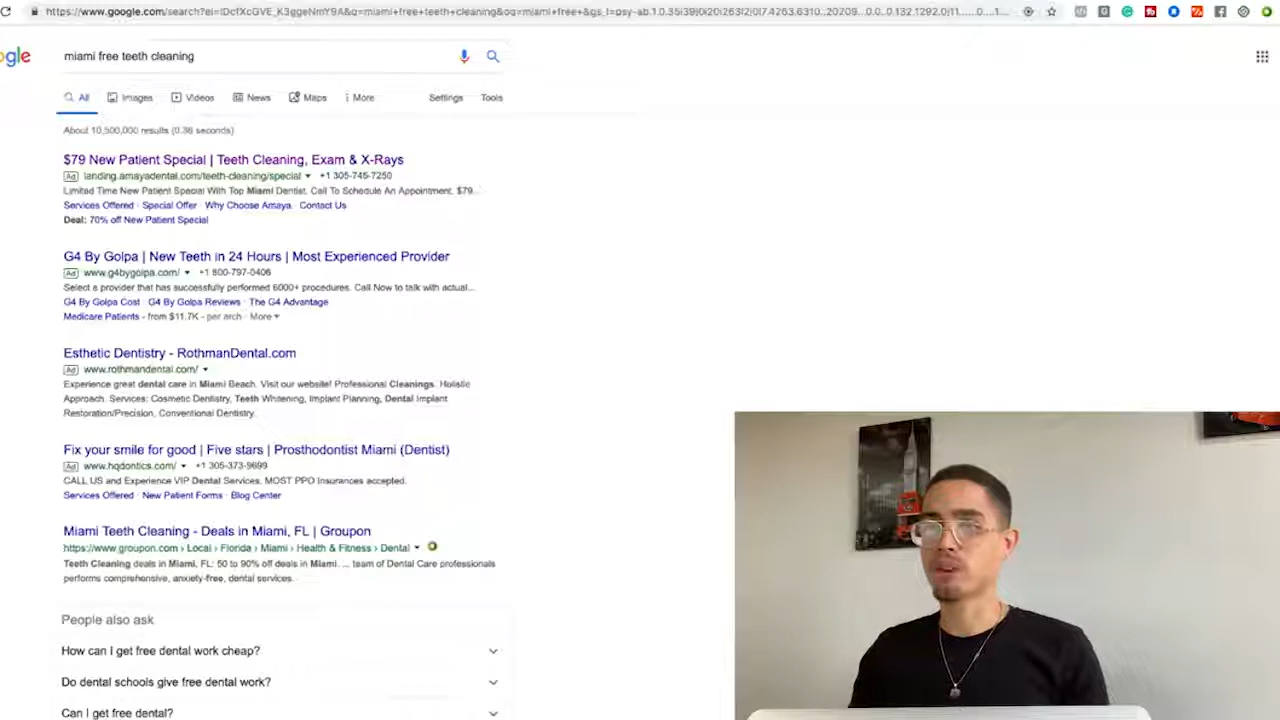 ogle
miami free teeth cleaning
All Images Videos News Maps More Settings Tools
About 10,500,000 results (0.36 seconds)
$79 New Patient Special | Teeth Cleaning, Exam & X-Rays
Ad landing.amayadental.com/teeth-cleaning/special +1 305-745-7250
Limited Time New Patient Special With Top Miami Dentist. Call To Schedule An Appointment. $79...
Services Offered · Special Offer · Why Choose Amaya · Contact Us
Deal: 70% off New Patient Special
G4 By Golpa | New Teeth in 24 Hours | Most Experienced Provider
Ad www.g4bygolpa.com/ +1 800-797-0406
Select a provider that has successfully performed 6000+ procedures. Call Now to talk with actual...
G4 By Golpa Cost · G4 By Golpa Reviews · The G4 Advantage
Medicare Patients - from $11.7K - per arch · More
Esthetic Dentistry - RothmanDental.com
Ad www.rothmandental.com/
Experience great dental care in Miami Beach. Visit our website! Professional Cleanings. Holistic
Approach. Services: Cosmetic Dentistry, Teeth Whitening, Implant Planning, Dental Implant
Restoration/Precision, Conventional Dentistry.
Fix your smile for good | Five stars | Prosthodontist Miami (Dentist)
Ad www.hqdontics.com/ +1 305-373-9699
CALL US and Experience VIP Dental Services, MOST PPO Insurances accepted.
Services Offered · New Patient Forms · Blog Center
Miami Teeth Cleaning - Deals in Miami, FL | Groupon
https://www.groupon.com › Local › Florida › Miami › Health & Fitness › Dental
Teeth Cleaning deals in Miami, FL: 50 to 90% off deals in Miami. ... team of Dental Care professionals
performs comprehensive, anxiety-free, dental services.
People also ask
How can I get free dental work cheap?
Do dental schools give free dental work?
Can I get free dental?